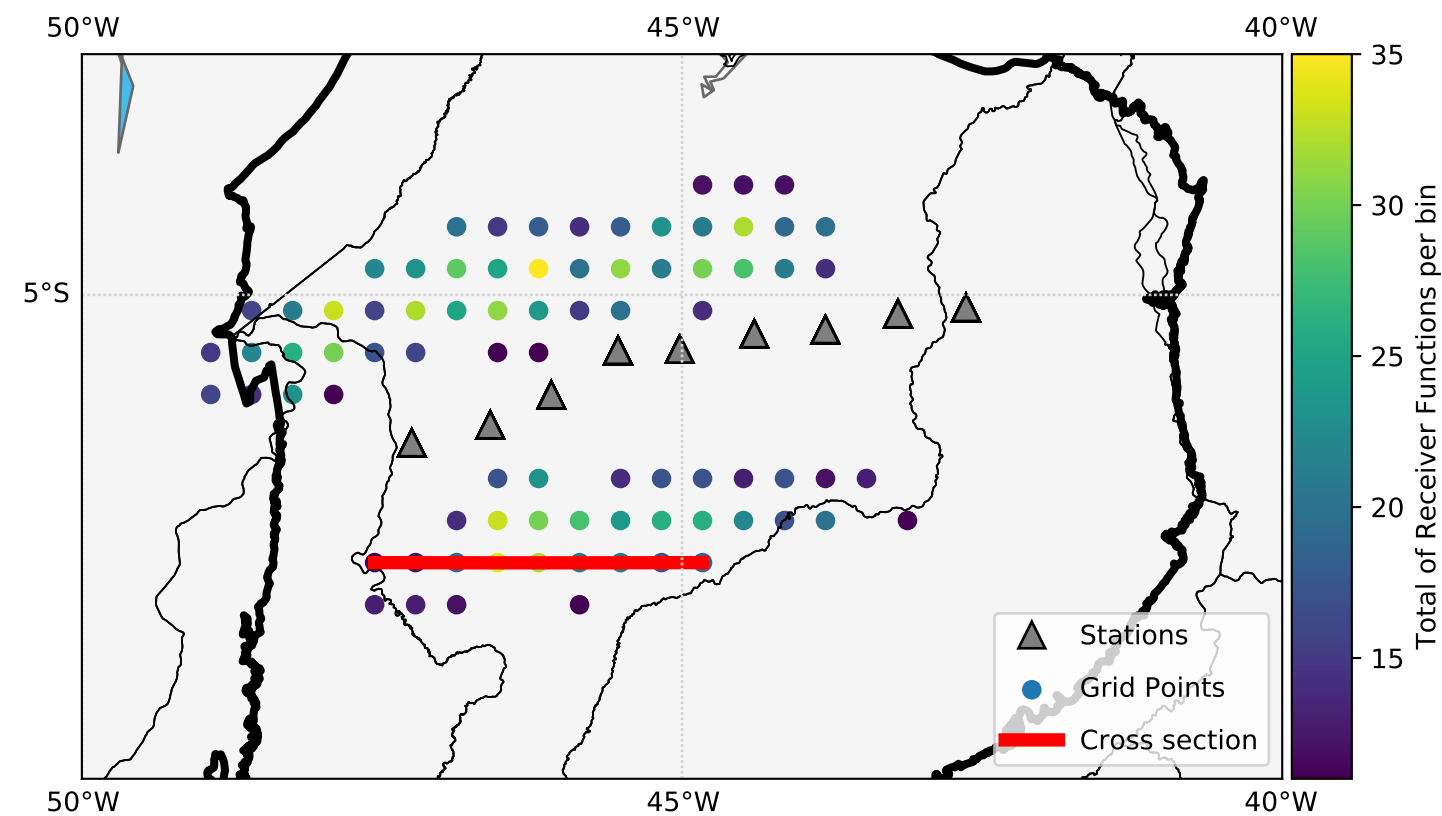 50°W 45°W 40°W
5°S
35
30
25
20
15
Total of Receiver Functions per bin
Stations
Grid Points
Cross section
50°W 45°W 40°W